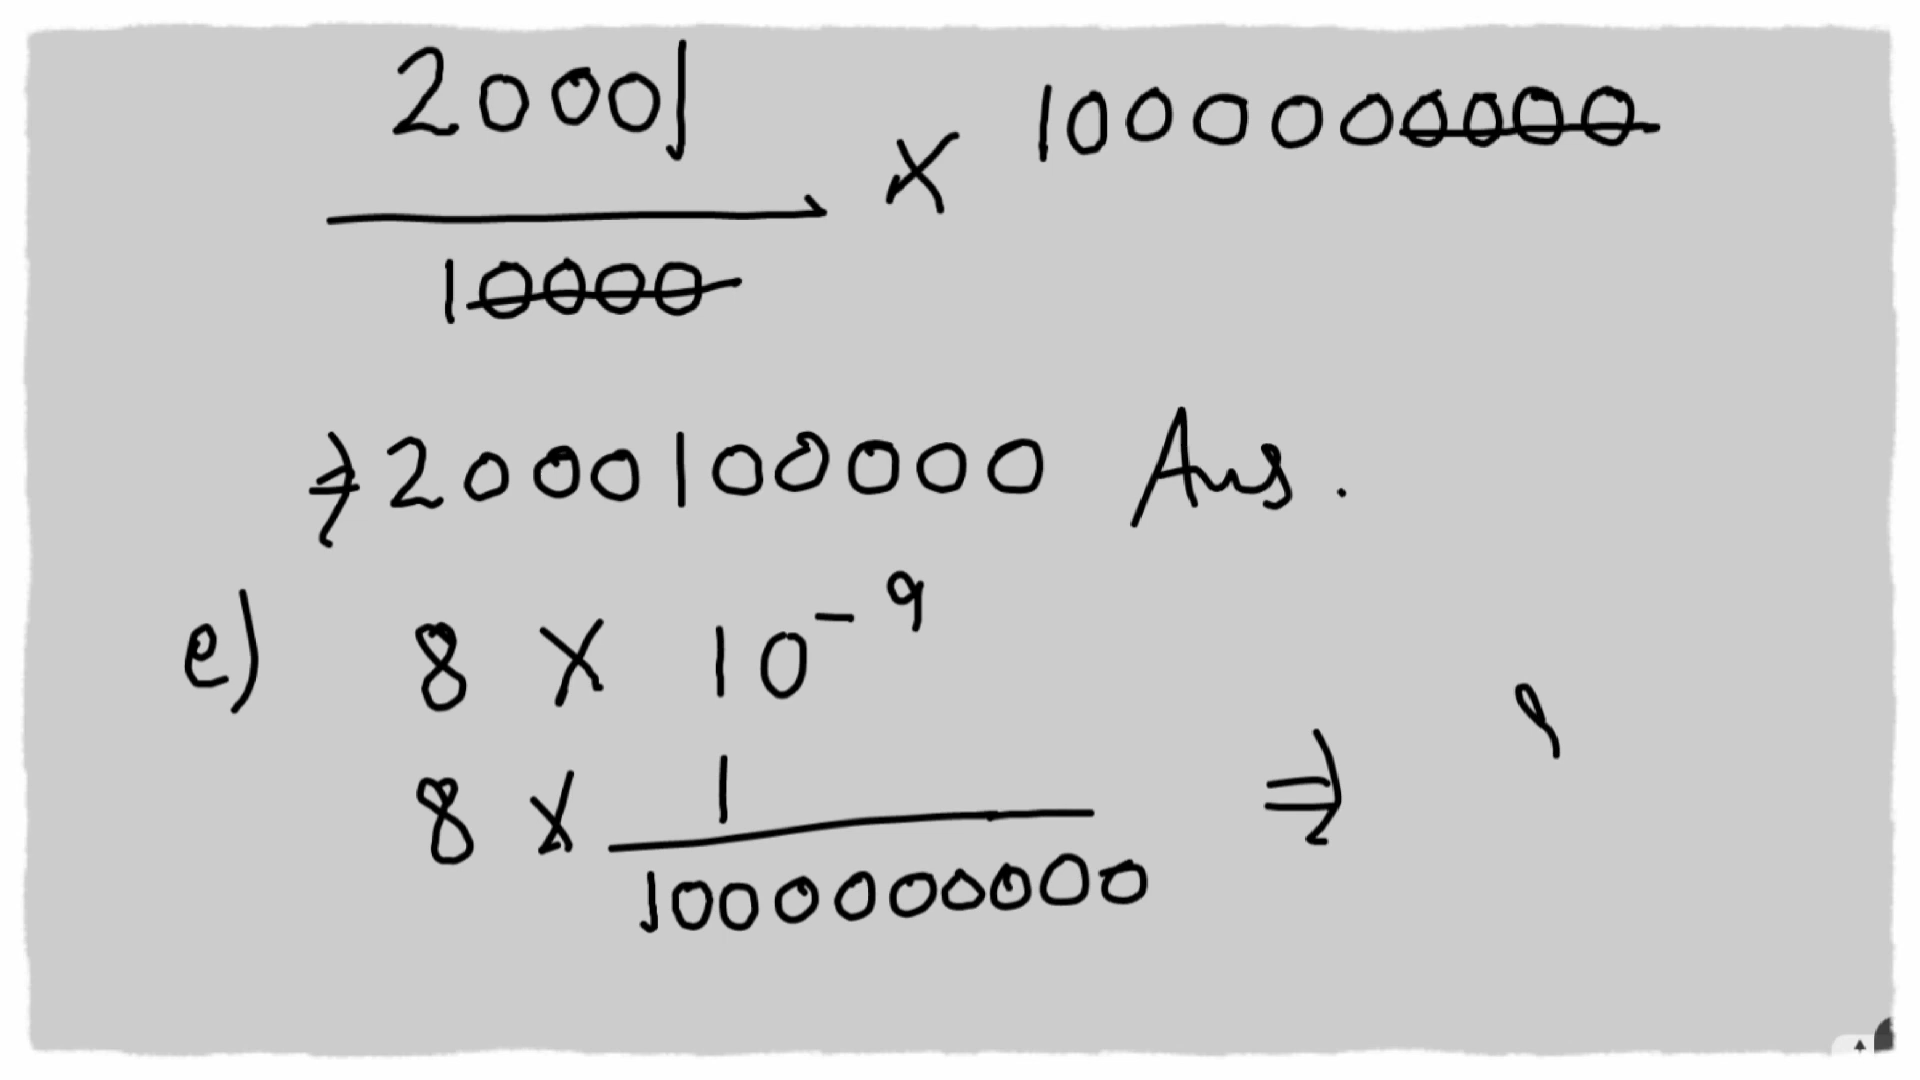 20001
× 1000000000
10000
⇒ 2000100000 Ans.
e) 8 × 10⁻⁹
8 × 1 ⇒
1000000000